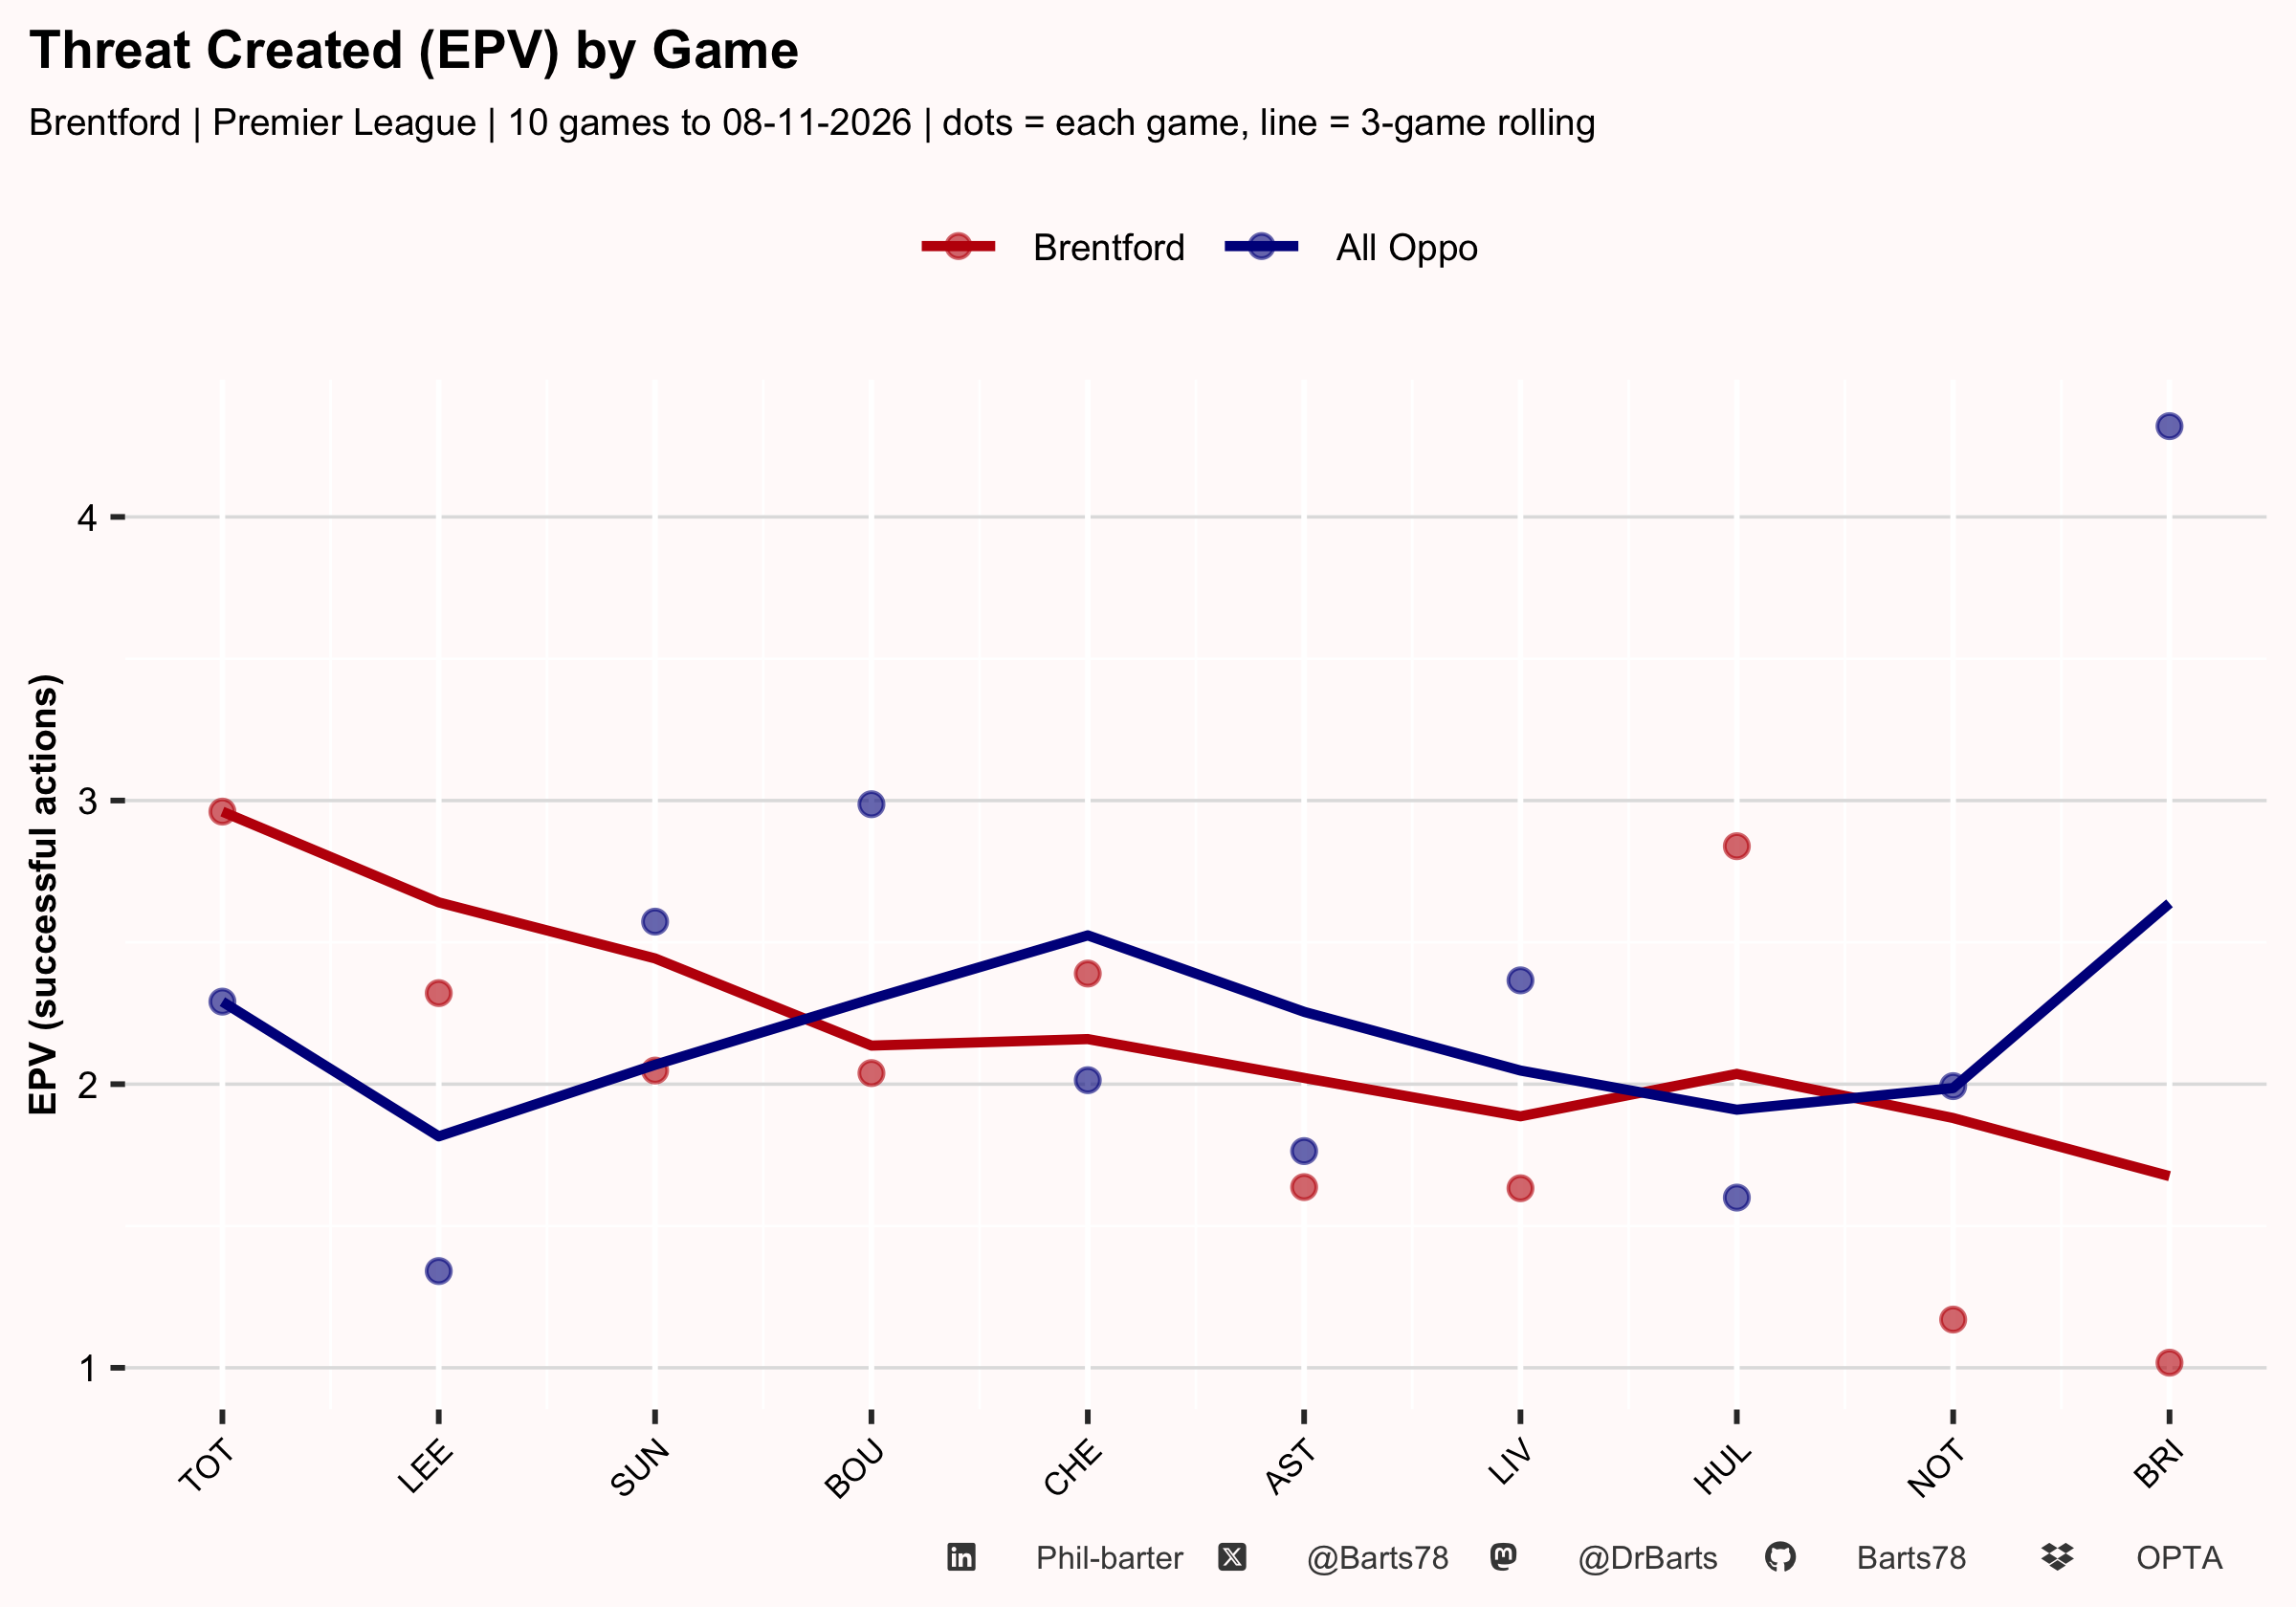 Threat Created (EPV) by Game
Brentford | Premier League | 10 games to 08-11-2026 | dots = each game, line = 3-game rolling
Brentford
All Oppo
EPV (successful actions)
4
3
2
1
TOT
LEE
SUN
BOU
CHE
AST
LIV
HUL
NOT
BRI
Phil-barter @Barts78 @DrBarts Barts78 OPTA